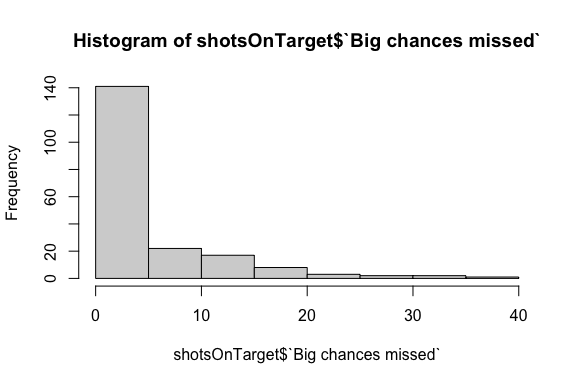 Histogram of shotsOnTarget$`Big chances missed`
Frequency
0 20 60 100 140
0 10 20 30 40
shotsOnTarget$`Big chances missed`